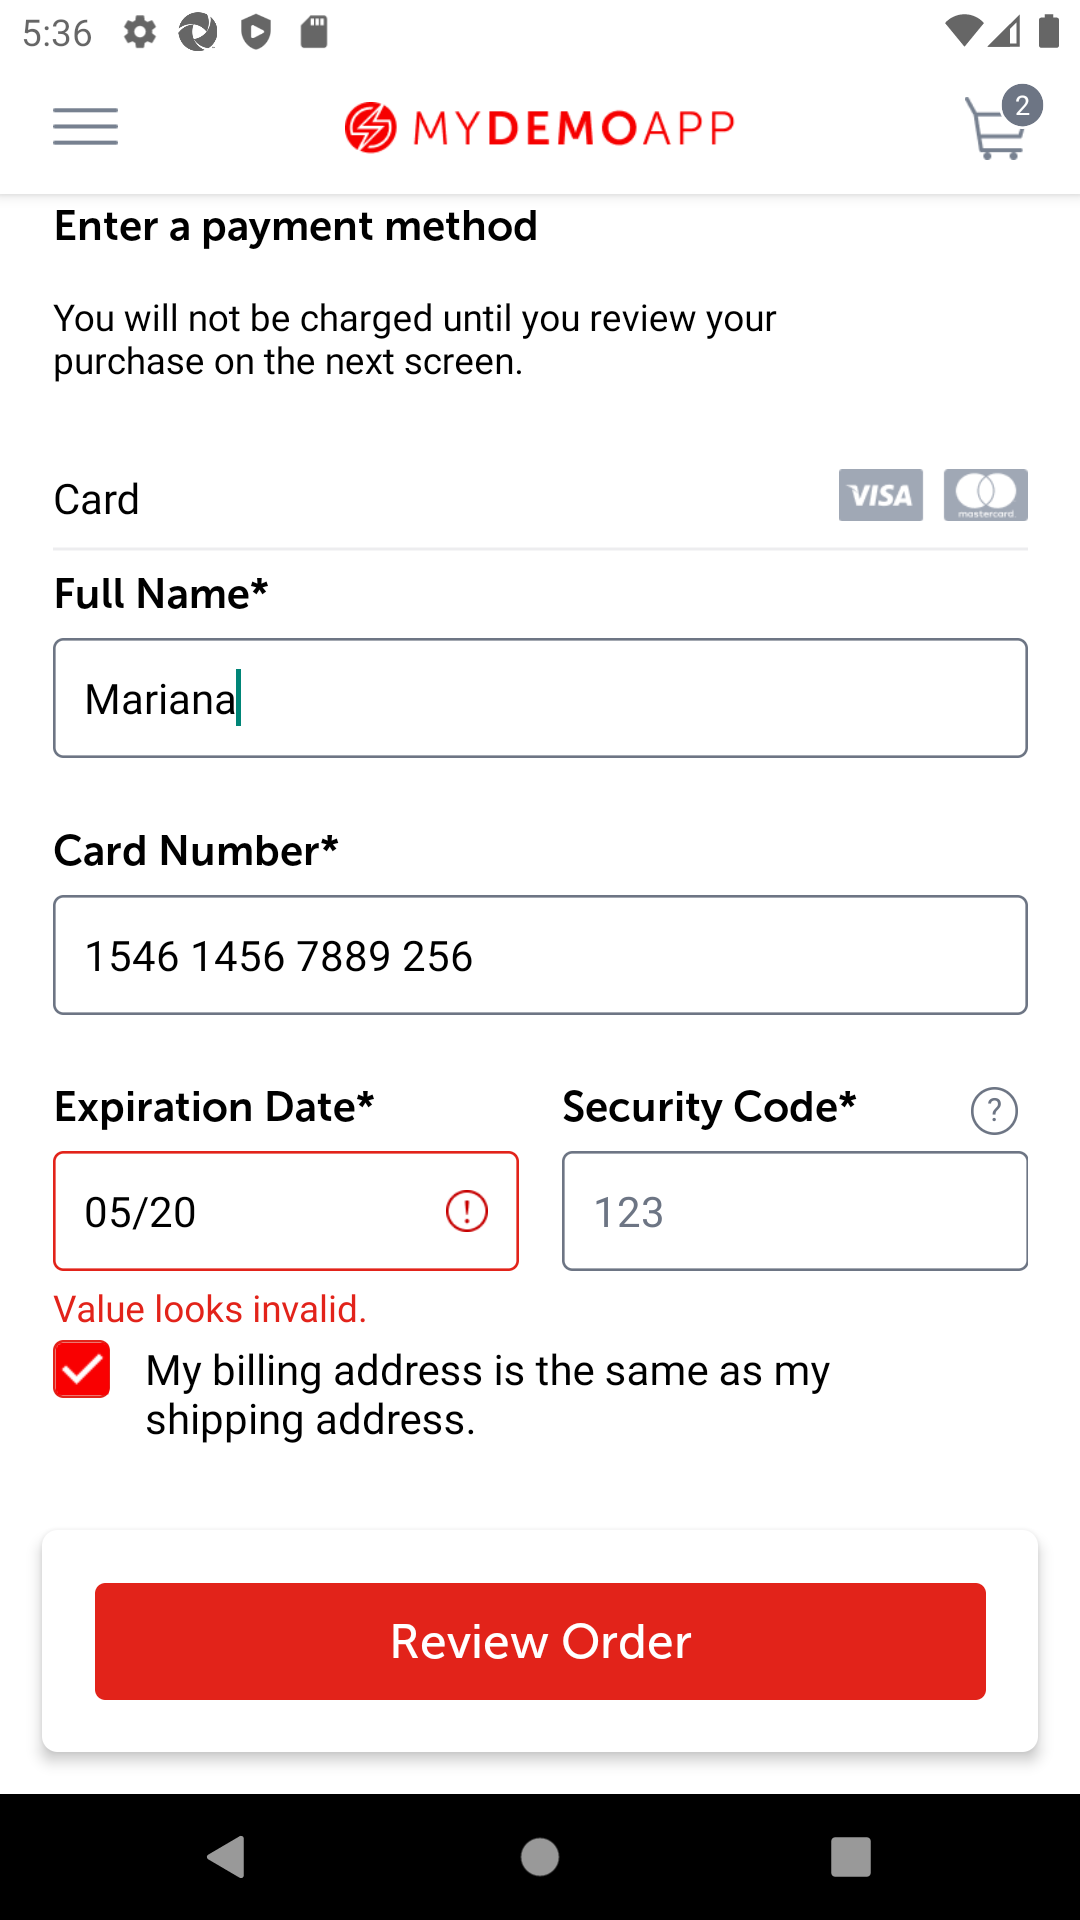 5:36
MYDEMOAPP
2
Enter a payment method
You will not be charged until you review your
purchase on the next screen.
Card
VISA
mastercard.
Full Name*
Mariana
Card Number*
1546 1456 7889 256
Expiration Date*
Security Code*
?
05/20
!
123
Value looks invalid.
My billing address is the same as my
shipping address.
Review Order